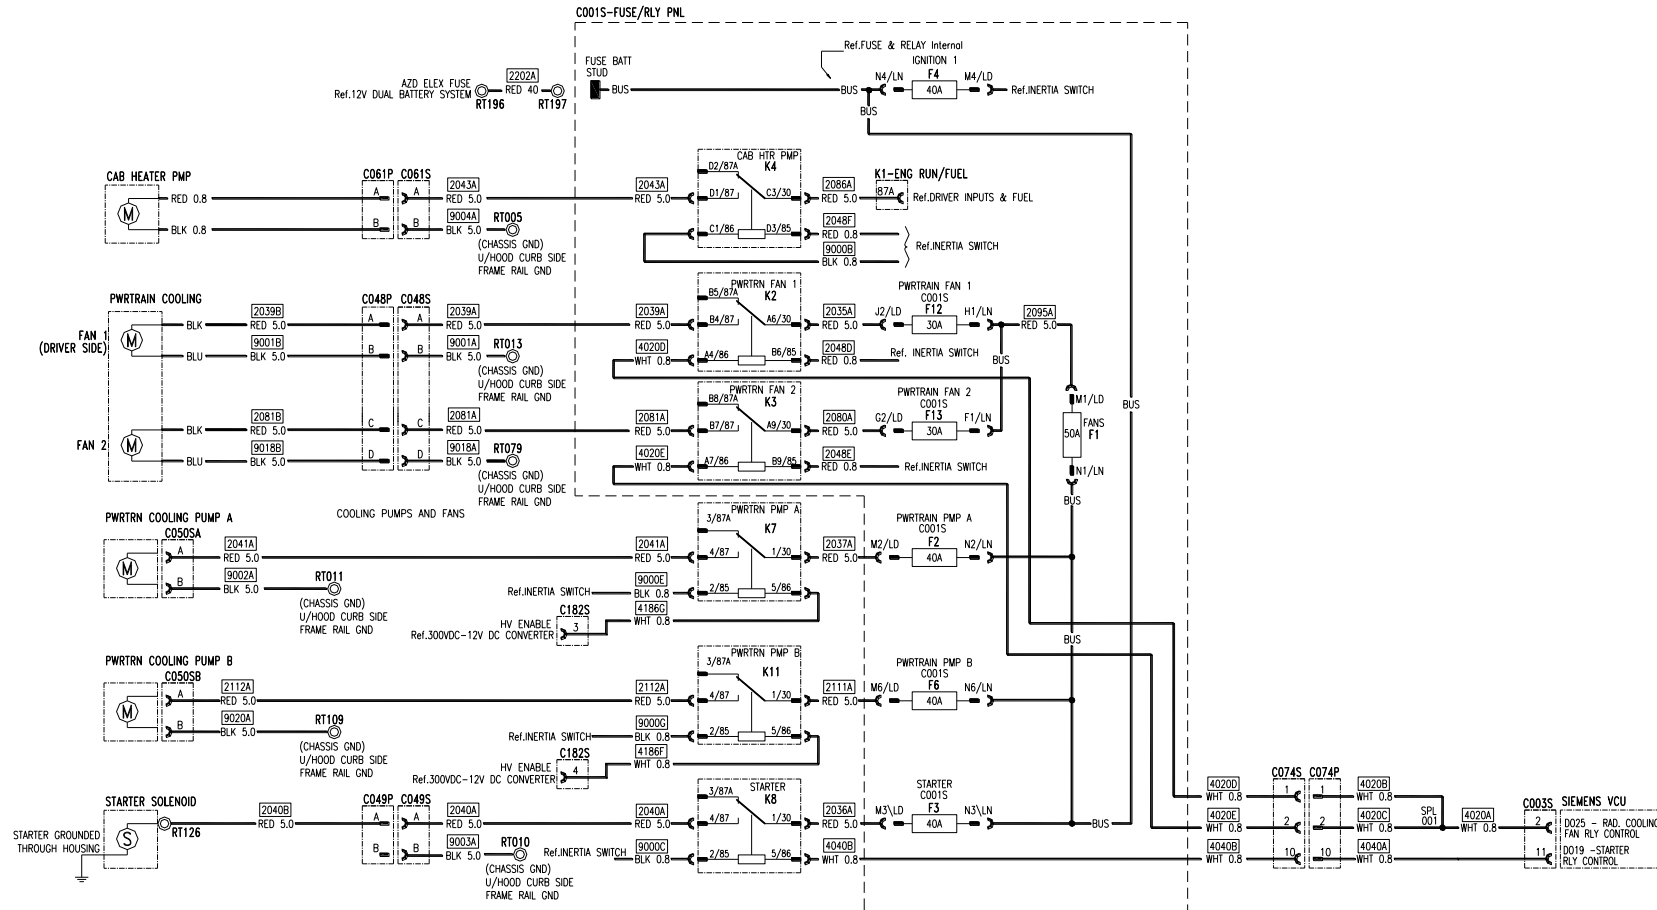 C001S-FUSE/RLY PNL
Ref.FUSE & RELAY Internal
FUSE BATT
STUD
BUS
BUS
BUS
IGNITION 1
F4
N4/LN
40A
M4/LD
Ref.INERTIA SWITCH
AZD ELEX FUSE
Ref.12V DUAL BATTERY SYSTEM
RT196
2202A
RED 40
RT197
CAB HEATER PMP
M
RED 0.8
BLK 0.8
C061P
C061S
A
A
B
B
2043A
RED 5.0
9004A
BLK 5.0
RT005
(CHASSIS GND)
U/HOOD CURB SIDE
FRAME RAIL GND
2043A
RED 5.0
CAB HTR PMP
K4
D2/87A
D1/87
C3/30
C1/86
D3/85
2086A
RED 5.0
K1-ENG RUN/FUEL
87A
Ref.DRIVER INPUTS & FUEL
2048F
RED 0.8
9000B
BLK 0.8
Ref.INERTIA SWITCH
PWRTRAIN COOLING
FAN 1
(DRIVER SIDE)
M
BLK
BLU
2039B
RED 5.0
9001B
BLK 5.0
C048P
C048S
A
A
B
B
2039A
RED 5.0
9001A
BLK 5.0
RT013
(CHASSIS GND)
U/HOOD CURB SIDE
FRAME RAIL GND
2039A
RED 5.0
4020D
WHT 0.8
PWRTRN FAN 1
K2
B5/87A
B4/87
A6/30
A4/86
B6/85
2035A
RED 5.0
2048D
RED 0.8
Ref. INERTIA SWITCH
PWRTRAIN FAN 1
C001S
F12
J2/LD
30A
H1/LN
2095A
RED 5.0
BUS
FAN 2
M
BLK
BLU
2081B
RED 5.0
9018B
BLK 5.0
C
C
D
D
2081A
RED 5.0
9018A
BLK 5.0
RT079
(CHASSIS GND)
U/HOOD CURB SIDE
FRAME RAIL GND
2081A
RED 5.0
4020E
WHT 0.8
PWRTRN FAN 2
K3
B8/87A
B7/87
A9/30
A7/86
B9/85
2080A
RED 5.0
2048E
RED 0.8
Ref.INERTIA SWITCH
PWRTRAIN FAN 2
C001S
F13
G2/LD
30A
F1/LN
M1/LD
FANS
F1
50A
N1/LN
BUS
BUS
COOLING PUMPS AND FANS
PWRTRN COOLING PUMP A
C050SA
M
A
B
2041A
RED 5.0
9002A
BLK 5.0
RT011
(CHASSIS GND)
U/HOOD CURB SIDE
FRAME RAIL GND
2041A
RED 5.0
9000E
BLK 0.8
Ref.INERTIA SWITCH
4186G
WHT 0.8
C182S
3
HV ENABLE
Ref.300VDC-12V DC CONVERTER
PWRTRN PMP A
K7
3/87A
4/87
1/30
2/85
5/86
2037A
RED 5.0
PWRTRAIN PMP A
C001S
F2
M2/LD
40A
N2/LN
BUS
PWRTRN COOLING PUMP B
C050SB
M
A
B
2112A
RED 5.0
9020A
BLK 5.0
RT109
(CHASSIS GND)
U/HOOD CURB SIDE
FRAME RAIL GND
2112A
RED 5.0
9000G
BLK 0.8
Ref.INERTIA SWITCH
4186F
WHT 0.8
C182S
4
HV ENABLE
Ref.300VDC-12V DC CONVERTER
PWRTRN PMP B
K11
3/87A
4/87
1/30
2/85
5/86
2111A
RED 5.0
PWRTRAIN PMP B
C001S
F6
M6/LD
40A
N6/LN
STARTER SOLENOID
STARTER GROUNDED
THROUGH HOUSING
S
RT126
2040B
RED 5.0
C049P
C049S
A
A
B
B
2040A
RED 5.0
9003A
BLK 5.0
RT010
(CHASSIS GND)
U/HOOD CURB SIDE
FRAME RAIL GND
2040A
RED 5.0
9000C
BLK 0.8
Ref.INERTIA SWITCH
STARTER
K8
3/87A
4/87
1/30
2/85
5/86
2036A
RED 5.0
4040B
WHT 0.8
STARTER
C001S
F3
M3\LD
40A
N3\LN
BUS
4020D
WHT 0.8
4020E
WHT 0.8
4040B
WHT 0.8
C074S
C074P
1
1
2
2
10
10
4020B
WHT 0.8
4020C
WHT 0.8
4040A
WHT 0.8
SPL
001
4020A
WHT 0.8
C003S
2
11
SIEMENS VCU
DO25 - RAD. COOLING
FAN RLY CONTROL
DO19 -STARTER
RLY CONTROL